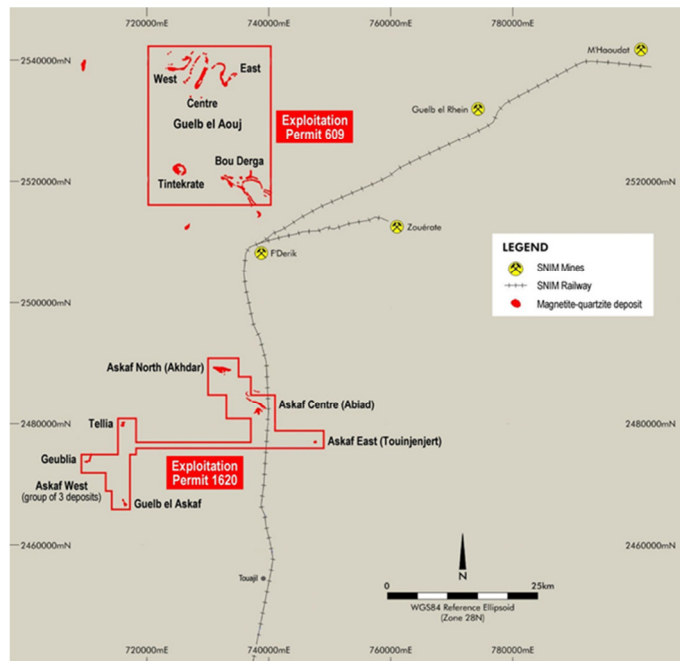 720000mE 740000mE 760000mE 780000mE
2540000mN
2540000mN
M'Haoudat
West
East
Centre
Guelb el Aouj
Exploitation
Permit 609
Guelb el Rhein
Bou Derga
Tintekrate
2520000mN
2520000mN
Zouérate
F'Derik
LEGEND
SNIM Mines
SNIM Railway
Magnetite-quartzite deposit
2500000mN
Askaf North (Akhdar)
Askaf Centre (Abiad)
2480000mN
2480000mN
Tellia
Askaf East (Touinjenjert)
Geublia
Exploitation
Permit 1620
Askaf West
(group of 3 deposits)
Guelb el Askaf
2460000mN
2460000mN
Touajil
N
0 25km
WGS84 Reference Ellipsoid
(Zone 28N)
720000mE 740000mE 760000mE 780000mE